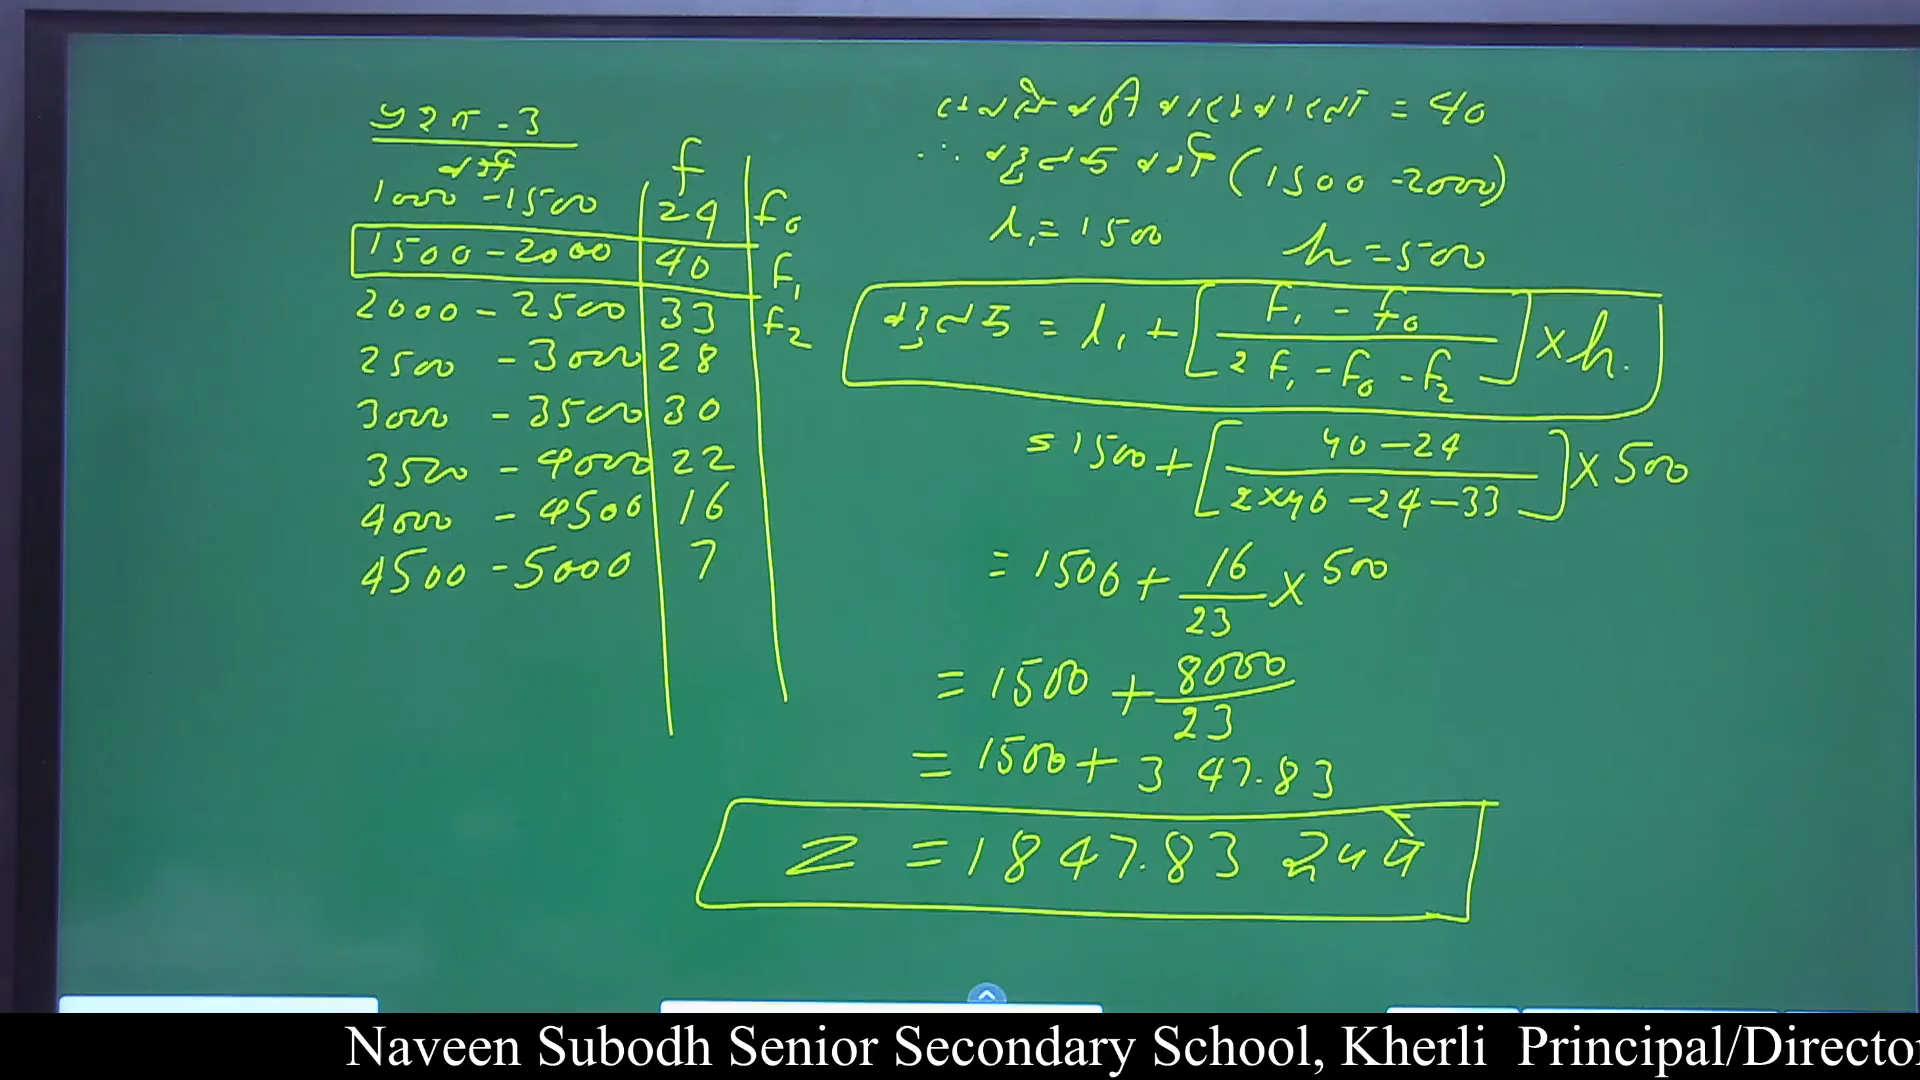 प्रश्न - 3
वर्ग f
1000 - 1500 24 f₀
1500 - 2000 40 f₁
2000 - 2500 33 f₂
2500 - 3000 28
3000 - 3500 30
3500 - 4000 22
4000 - 4500 16
4500 - 5000 7
= 40
∴ बहुलक वर्ग (1500 - 2000)
l₁ = 1500 h = 500
बहुलक = l₁ + [ f₁ - f₀ / 2f₁ - f₀ - f₂ ] × h.
= 1500 + [ 40 - 24 / 2×40 - 24 - 33 ] × 500
= 1500 + 16/23 × 500
= 1500 + 8000/23
= 1500 + 347.83
Z = 1847.83 रूपये
Naveen Subodh Senior Secondary School, Kherli Principal/Director